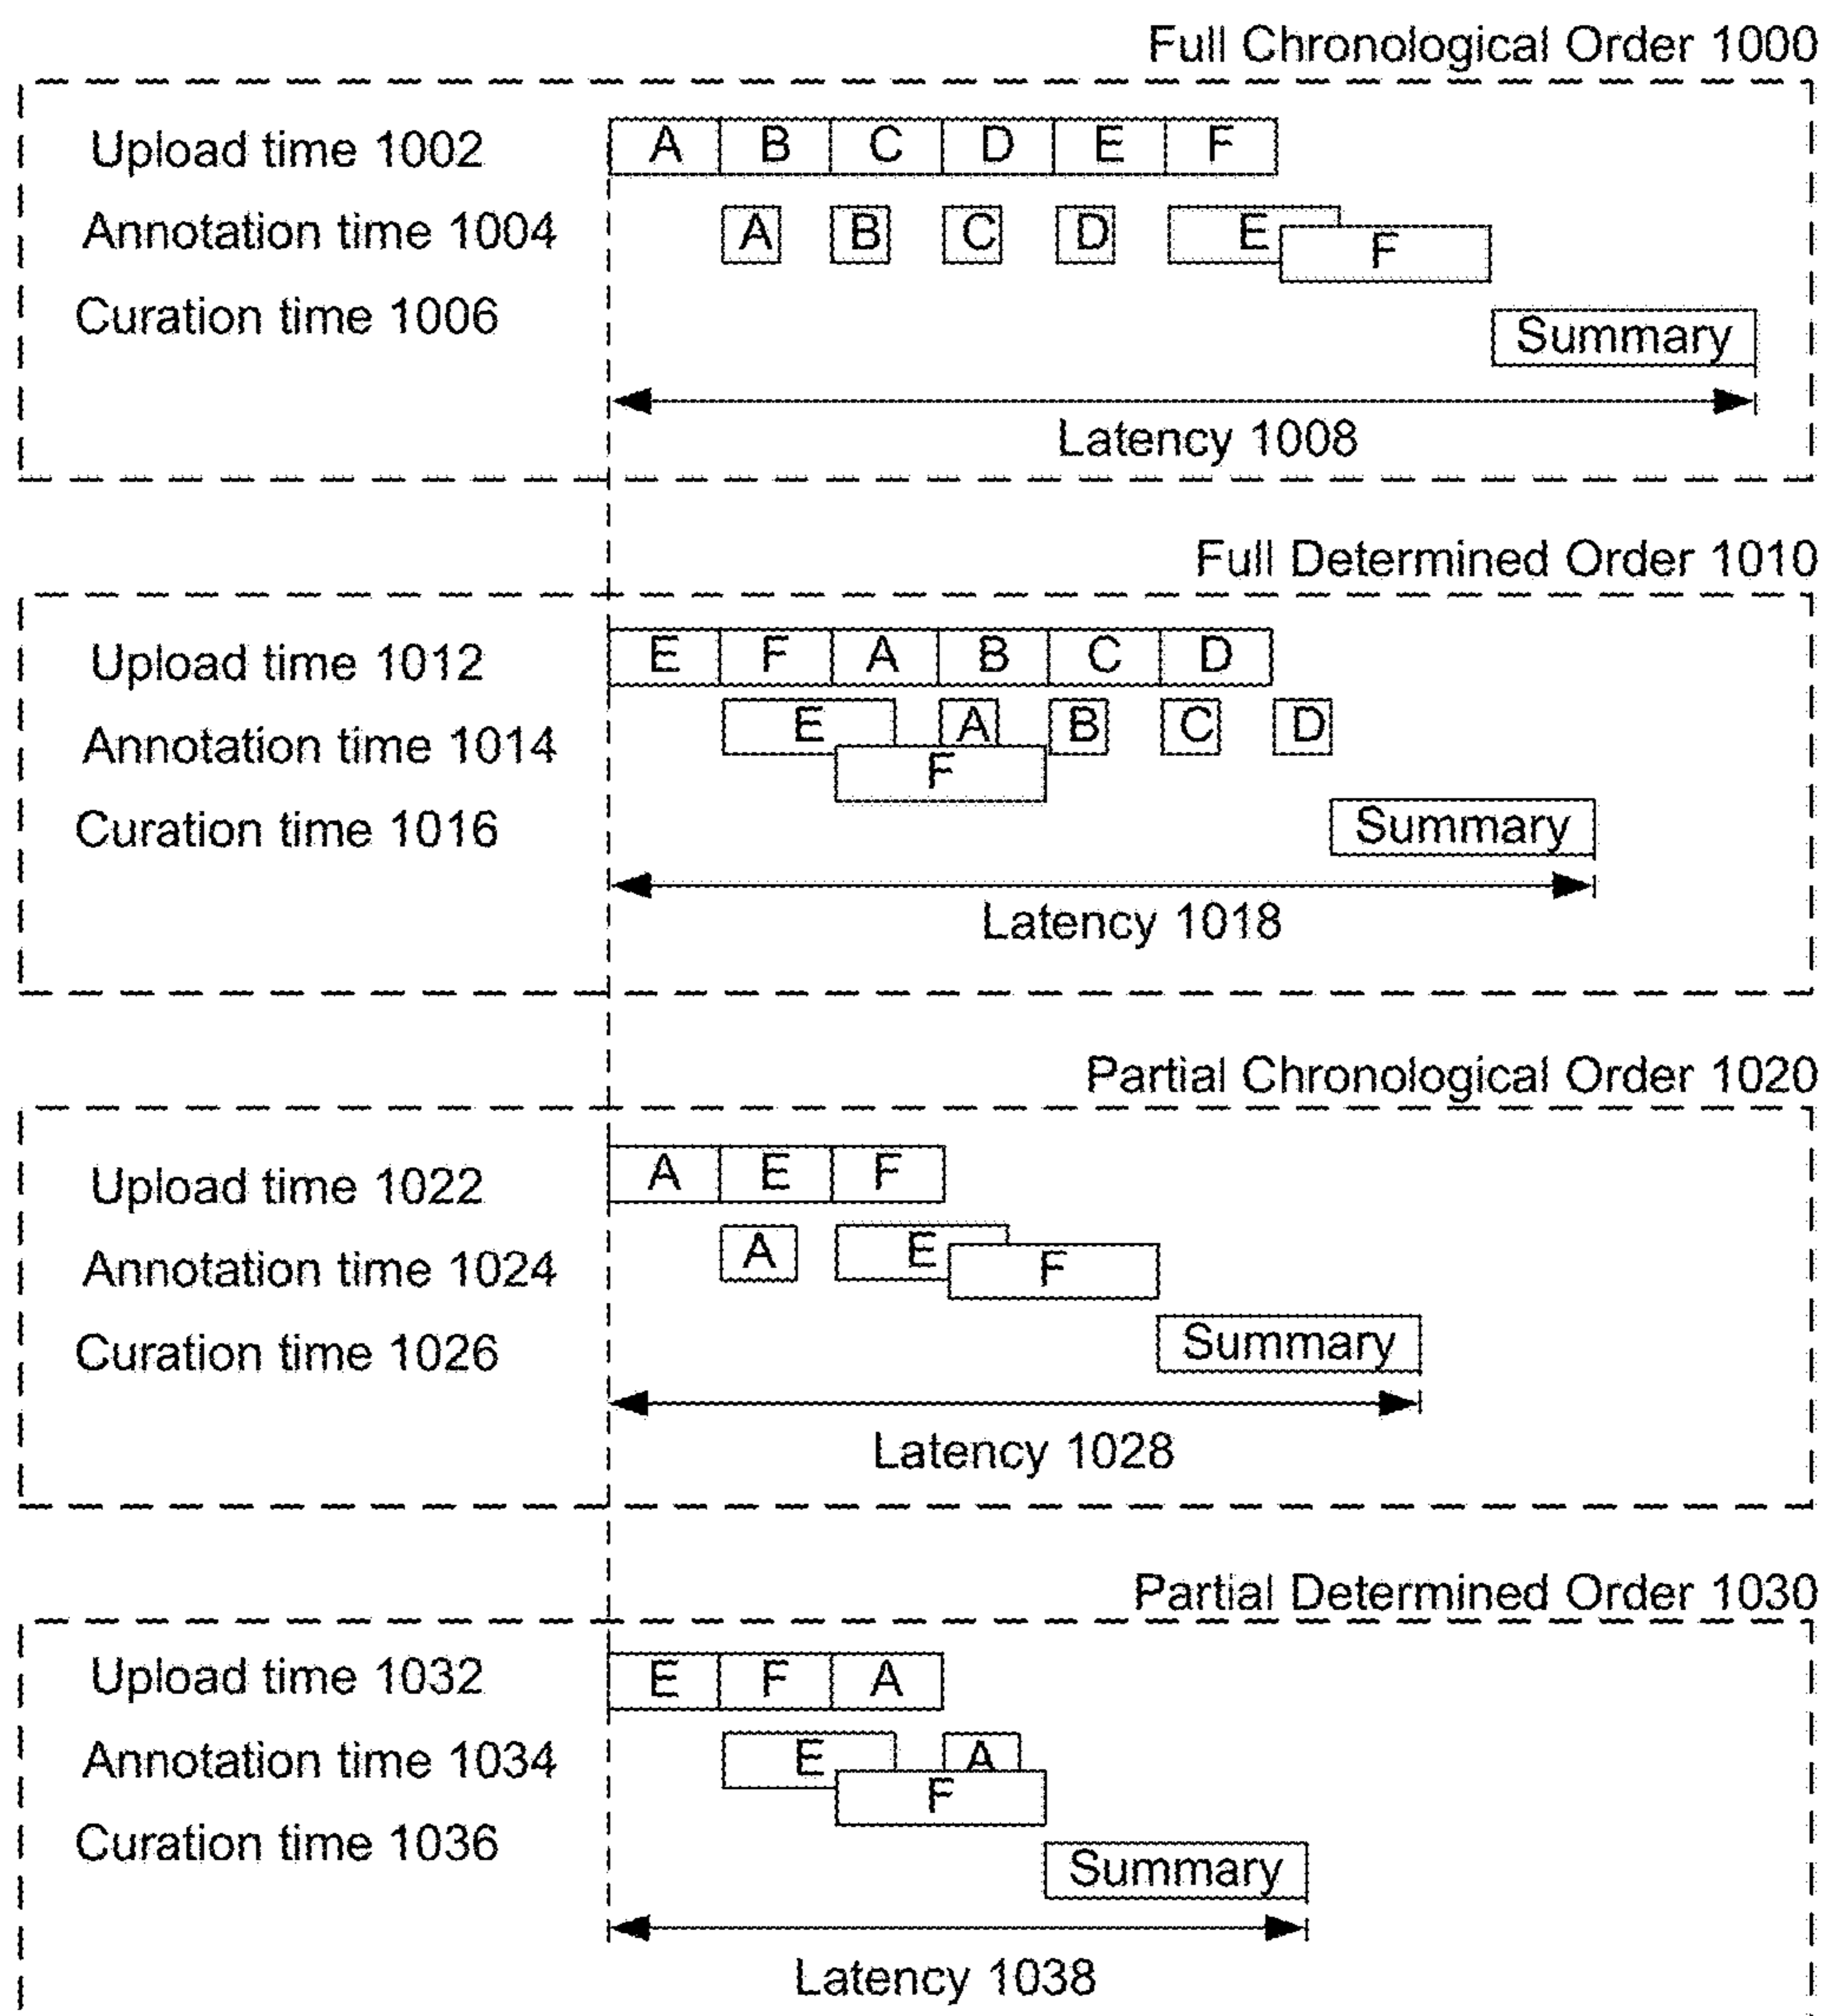 Full Chronological Order 1000
Upload time 1002 A B C D E F
Annotation time 1004 A B C D E F
Curation time 1006 Summary
Latency 1008
Full Determined Order 1010
Upload time 1012 E F A B C D
Annotation time 1014 E A B C D F
Curation time 1016 Summary
Latency 1018
Partial Chronological Order 1020
Upload time 1022 A E F
Annotation time 1024 A E F
Curation time 1026 Summary
Latency 1028
Partial Determined Order 1030
Upload time 1032 E F A
Annotation time 1034 E A F
Curation time 1036 Summary
Latency 1038